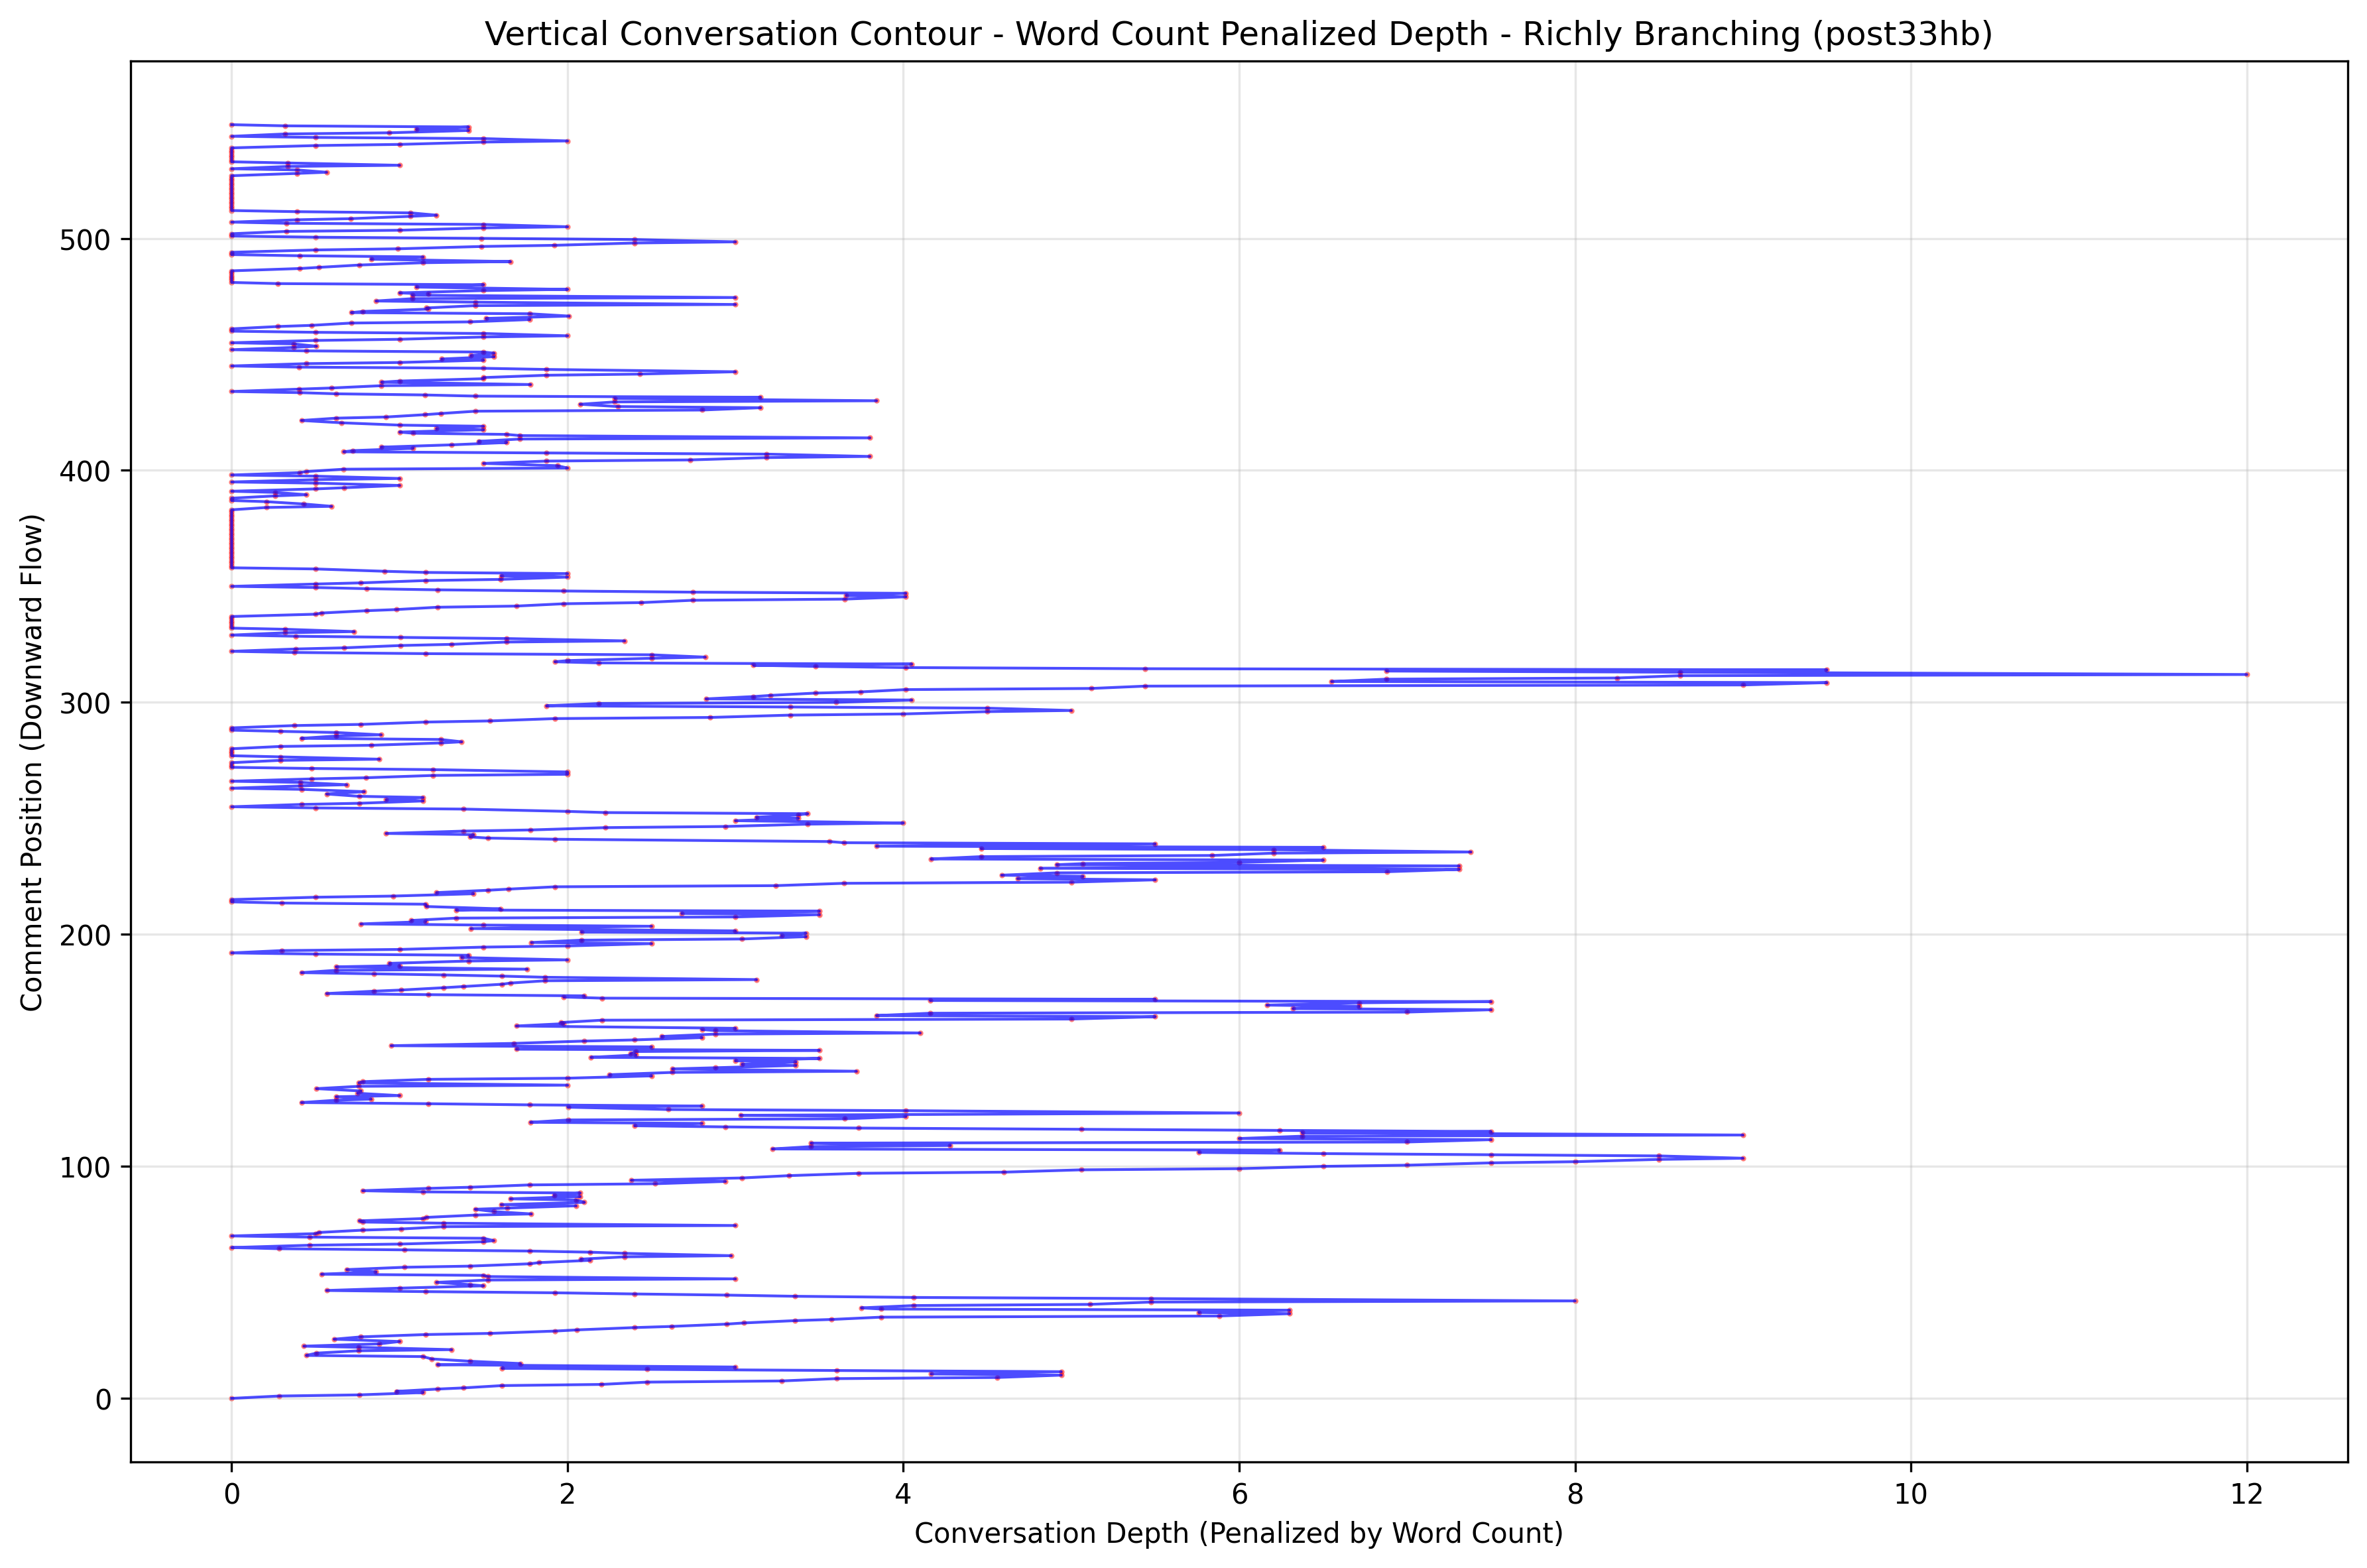 Vertical Conversation Contour - Word Count Penalized Depth - Richly Branching (post33hb)
Comment Position (Downward Flow)
500
400
300
200
100
0
0 2 4 6 8 10 12
Conversation Depth (Penalized by Word Count)